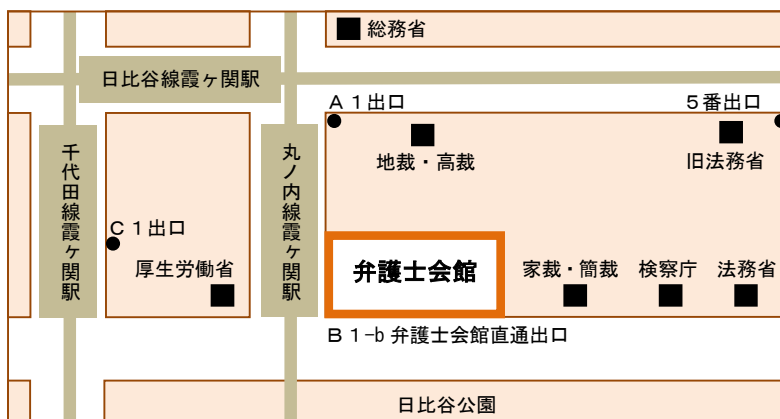 総務省
日比谷線霞ヶ関駅
A1出口
5番出口
地裁・高裁
旧法務省
千代田線霞ヶ関駅
丸ノ内線霞ヶ関駅
C1出口
厚生労働省
弁護士会館
家裁・簡裁
検察庁
法務省
B1-b 弁護士会館直通出口
日比谷公園